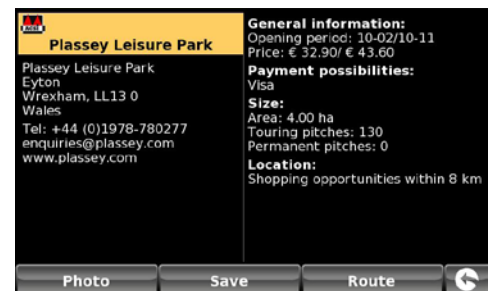 ACSI
Plassey Leisure Park
Plassey Leisure Park
Eyton
Wrexham, LL13 0
Wales
Tel: +44 (0)1978-780277
enquiries@plassey.com
www.plassey.com
General information:
Opening period: 10-02/10-11
Price: € 32.90/ € 43.60
Payment possibilities:
Visa
Size:
Area: 4.00 ha
Touring pitches: 130
Permanent pitches: 0
Location:
Shopping opportunities within 8 km
Photo
Save
Route